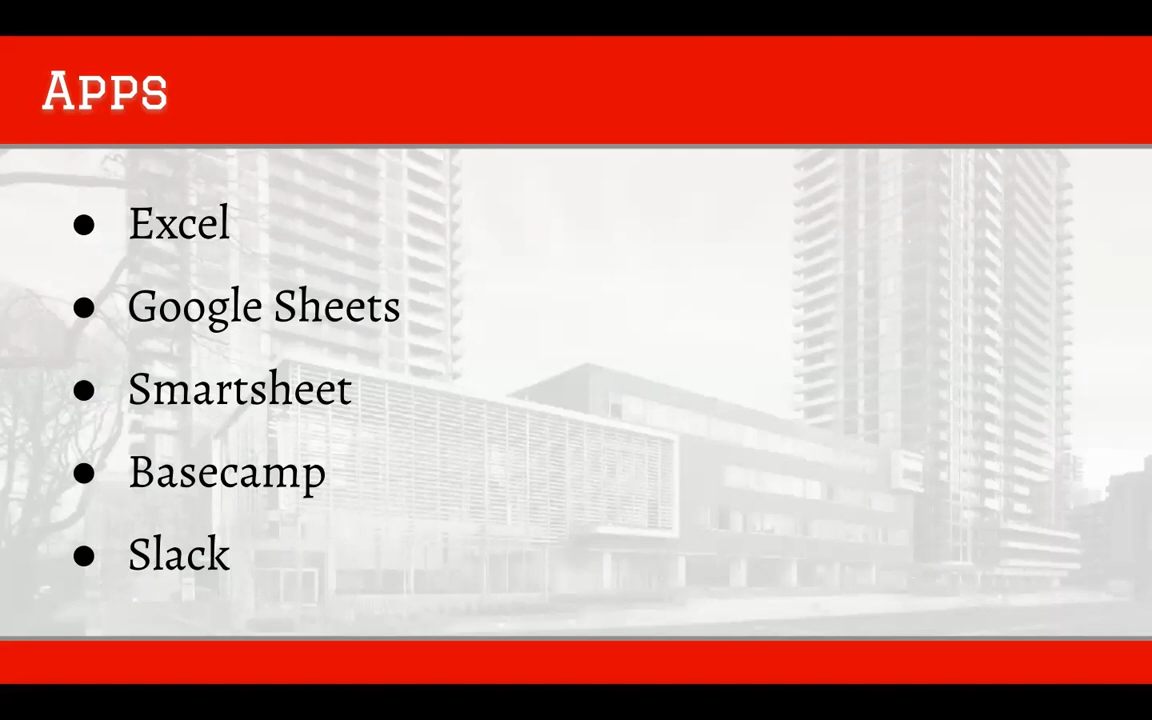 Apps
● Excel
● Google Sheets
● Smartsheet
● Basecamp
● Slack